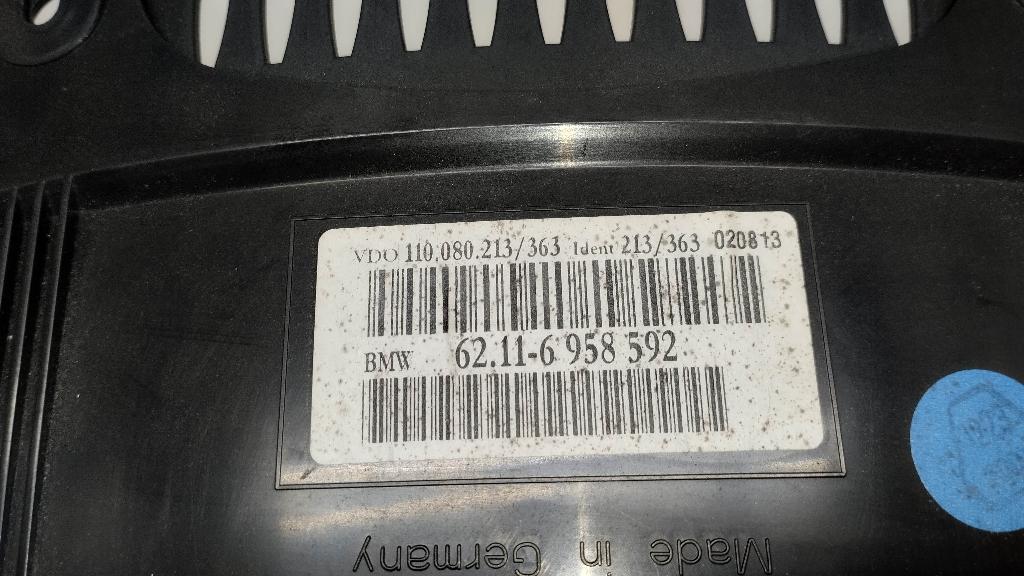 VDO 110.080.213/363 Ident 213/363 020813
BMW 62.11-6 958 592
Made in Germany